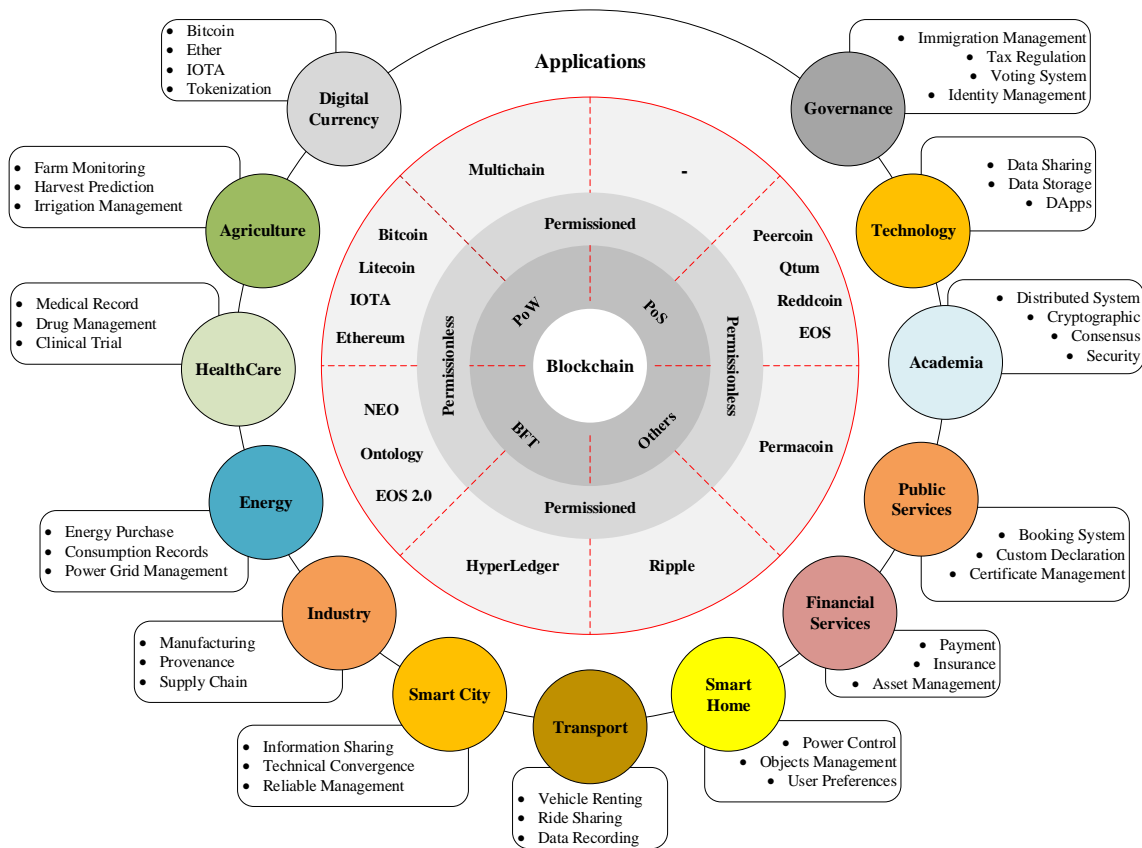 Applications
• Bitcoin
• Ether
• IOTA
• Tokenization
Digital
Currency
• Immigration Management
• Tax Regulation
• Voting System
• Identity Management
Governance
• Farm Monitoring
• Harvest Prediction
• Irrigation Management
Agriculture
• Data Sharing
• Data Storage
• DApps
Technology
• Medical Record
• Drug Management
• Clinical Trial
HealthCare
• Distributed System
• Cryptographic
• Consensus
• Security
Academia
Energy
• Energy Purchase
• Consumption Records
• Power Grid Management
Public
Services
• Booking System
• Custom Declaration
• Certificate Management
Industry
• Manufacturing
• Provenance
• Supply Chain
Financial
Services
• Payment
• Insurance
• Asset Management
Smart City
• Information Sharing
• Technical Convergence
• Reliable Management
Transport
• Vehicle Renting
• Ride Sharing
• Data Recording
Smart
Home
• Power Control
• Objects Management
• User Preferences
Multichain
-
Permissioned
Bitcoin
Litecoin
IOTA
Ethereum
Peercoin
Qtum
Reddcoin
EOS
PoW
PoS
Permissionless
Blockchain
Permissionless
NEO
Ontology
EOS 2.0
BFT
Others
Permacoin
Permissioned
HyperLedger
Ripple